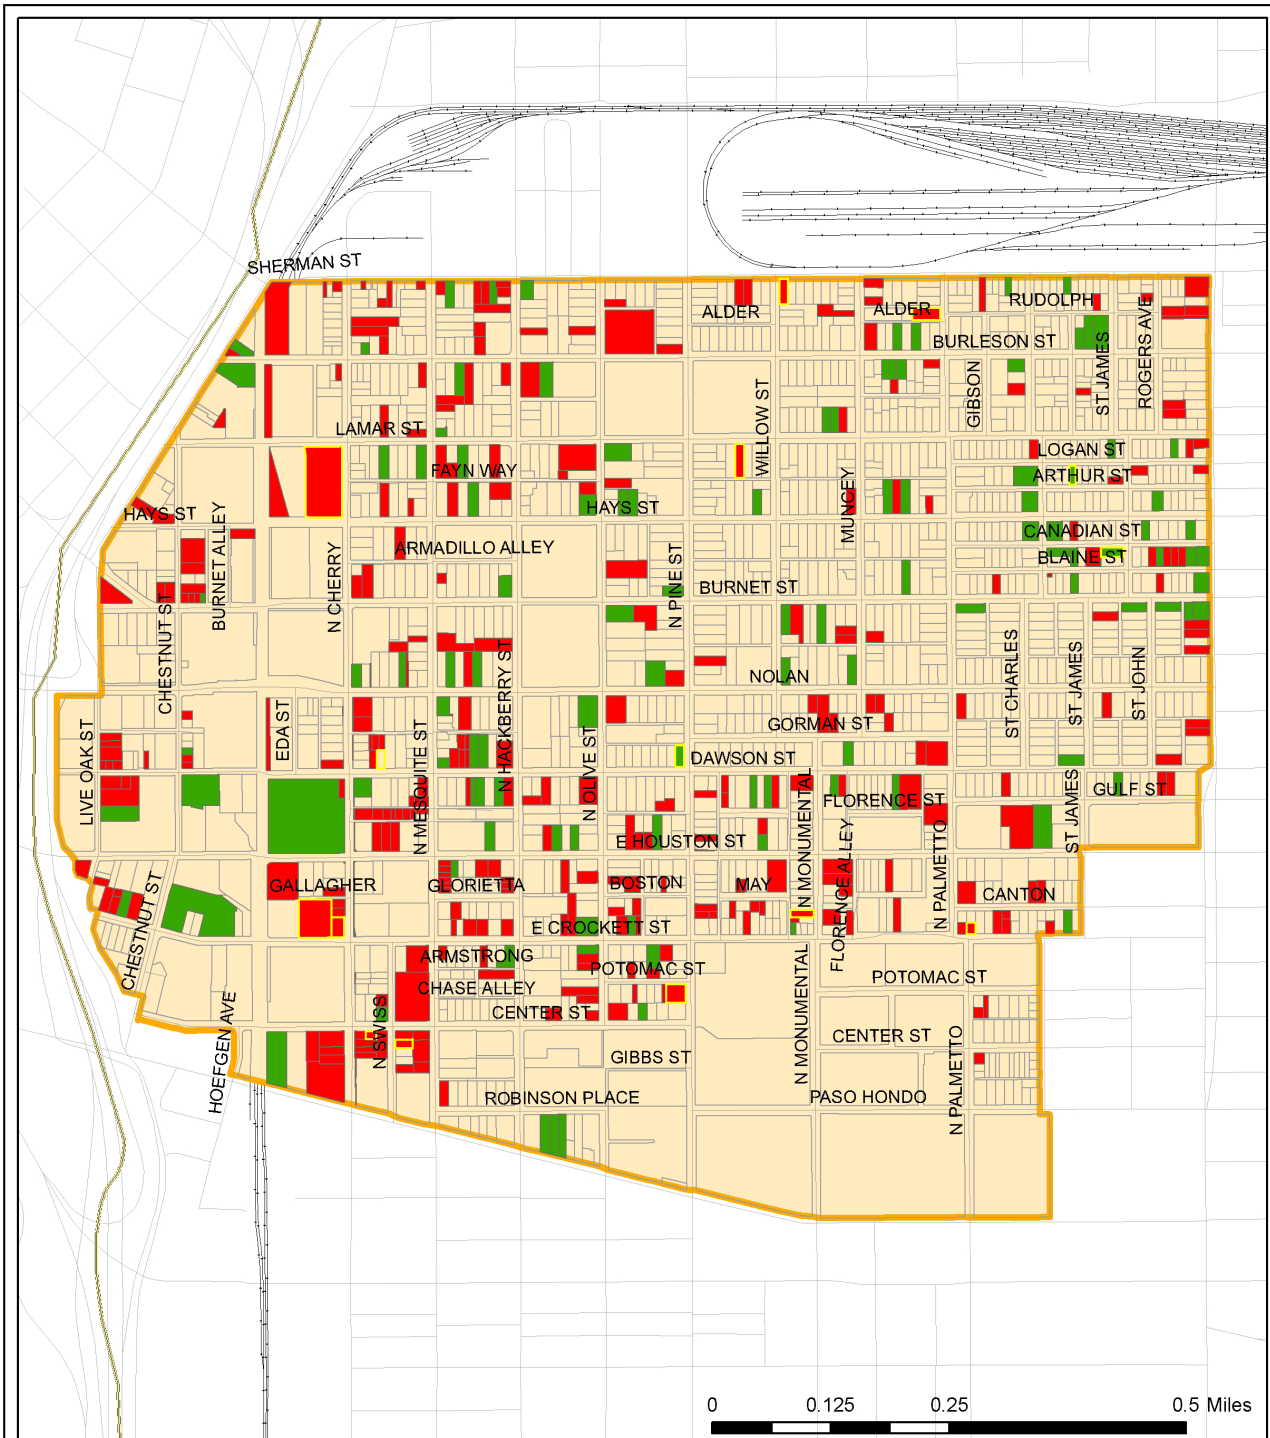 SHERMAN ST
RUDOLPH
ALDER
ALDER
BURLESON ST
ST JAMES
ROGERS AVE
GIBSON
WILLOW ST
LAMAR ST
LOGAN ST
FAYN WAY
ARTHUR ST
HAYS ST
HAYS ST
MUNCEY
CANADIAN ST
ARMADILLO ALLEY
BLAINE ST
BURNET ALLEY
N CHERRY
N PINE ST
BURNET ST
CHESTNUT ST
N HACKBERRY ST
NOLAN
ST CHARLES
ST JAMES
ST JOHN
EDA ST
GORMAN ST
LIVE OAK ST
N MESQUITE ST
N OLIVE ST
DAWSON ST
N MONUMENTAL
FLORENCE ST
GULF ST
ST JAMES
E HOUSTON ST
FLORENCE ALLEY
N PALMETTO
GALLAGHER
GLORIETTA
BOSTON
MAY
CANTON
CHESTNUT ST
E CROCKETT ST
ARMSTRONG
POTOMAC ST
POTOMAC ST
CHASE ALLEY
CENTER ST
N MONUMENTAL
HOEFGEN AVE
N SWISS
CENTER ST
GIBBS ST
N PALMETTO
ROBINSON PLACE
PASO HONDO
0 0.125 0.25 0.5 Miles